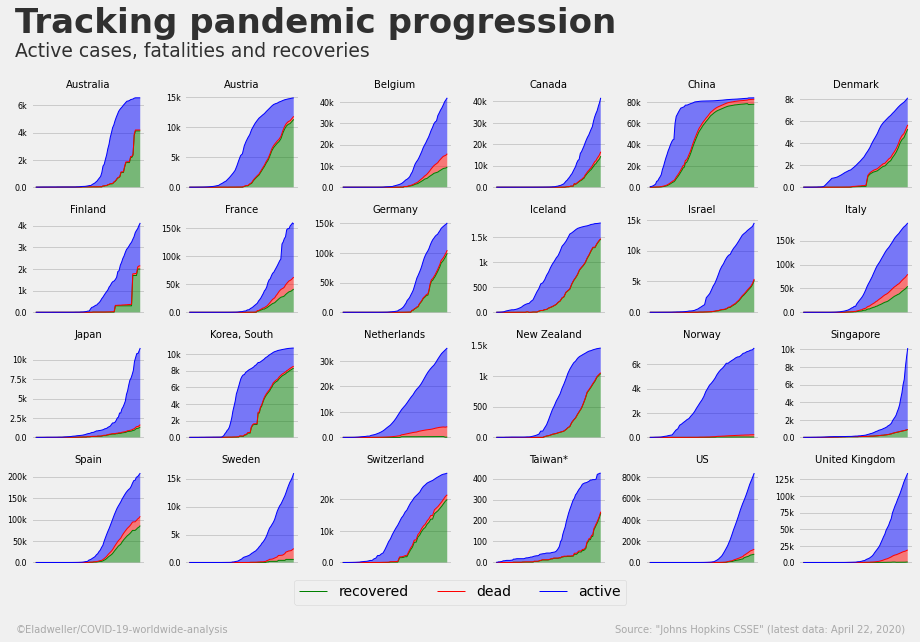 Tracking pandemic progression
Active cases, fatalities and recoveries
Australia Austria Belgium Canada China Denmark
6k 4k 2k 0.0
15k 10k 5k 0.0
40k 30k 20k 10k 0.0
40k 30k 20k 10k 0.0
80k 60k 40k 20k 0.0
8k 6k 4k 2k 0.0
Finland France Germany Iceland Israel Italy
4k 3k 2k 1k 0.0
150k 100k 50k 0.0
150k 100k 50k 0.0
1.5k 1k 500 0.0
15k 10k 5k 0.0
150k 100k 50k 0.0
Japan Korea, South Netherlands New Zealand Norway Singapore
10k 7.5k 5k 2.5k 0.0
10k 8k 6k 4k 2k 0.0
30k 20k 10k 0.0
1.5k 1k 500 0.0
6k 4k 2k 0.0
10k 8k 6k 4k 2k 0.0
Spain Sweden Switzerland Taiwan* US United Kingdom
200k 150k 100k 50k 0.0
15k 10k 5k 0.0
20k 10k 0.0
400 300 200 100 0.0
800k 600k 400k 200k 0.0
125k 100k 75k 50k 25k 0.0
recovered dead active
©Eladweller/COVID-19-worldwide-analysis
Source: "Johns Hopkins CSSE" (latest data: April 22, 2020)